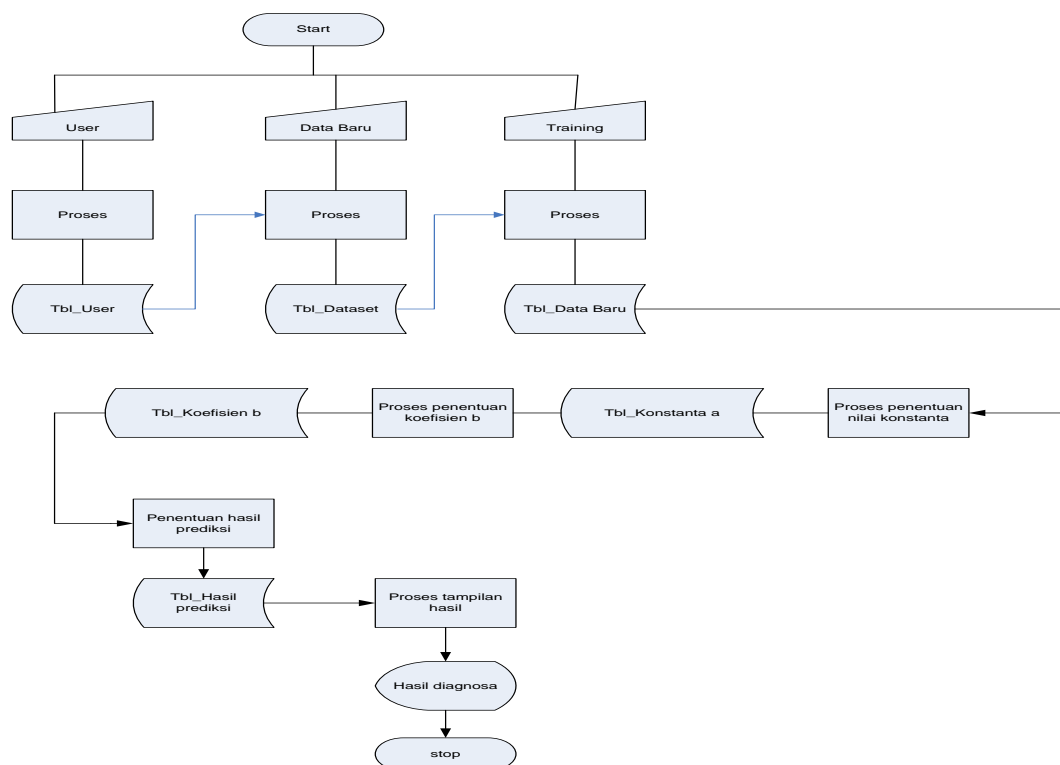 Start
User
Data Baru
Training
Proses
Proses
Proses
Tbl_User
Tbl_Dataset
Tbl_Data Baru
Tbl_Koefisien b
Proses penentuan
koefisien b
Tbl_Konstanta a
Proses penentuan
nilai konstanta
Penentuan hasil
prediksi
Tbl_Hasil
prediksi
Proses tampilan
hasil
Hasil diagnosa
stop